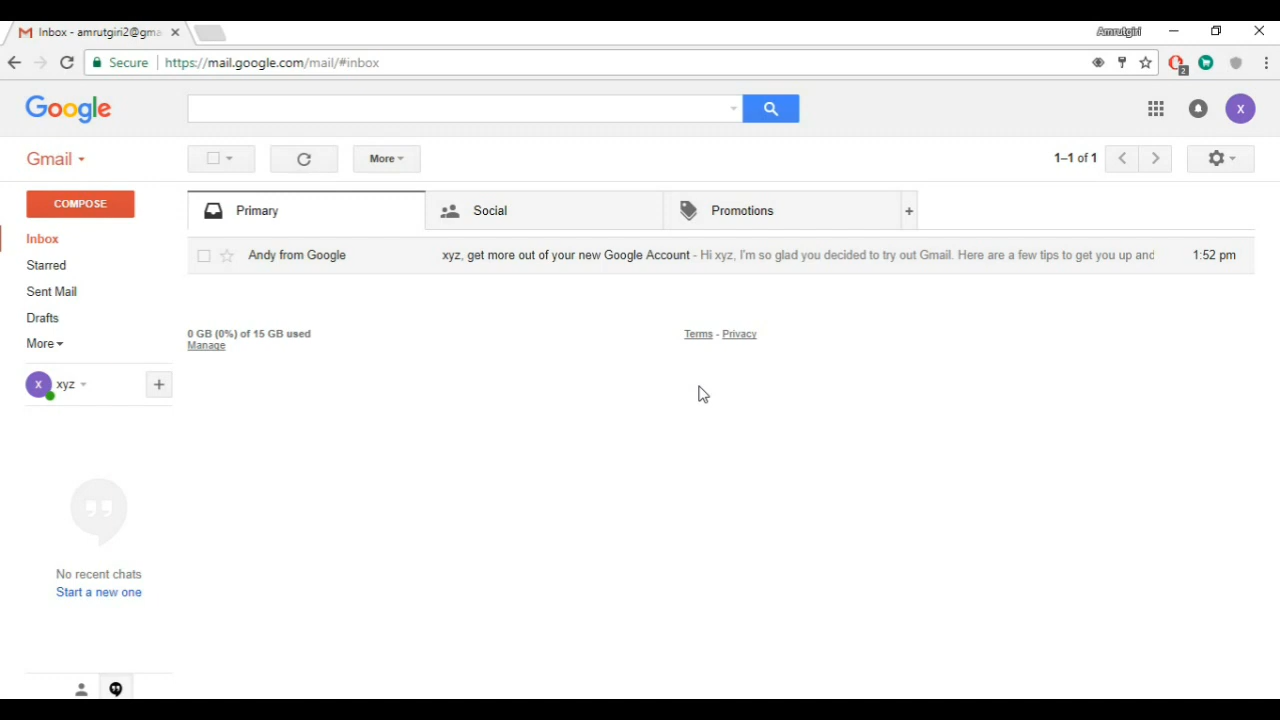 Inbox - amrutgiri2@gma
Amrutgiri
Secure
https://mail.google.com/mail/#inbox
2
Google
X
Gmail
More
1–1 of 1
COMPOSE
Primary
Social
Promotions
+
Inbox
Andy from Google
xyz, get more out of your new Google Account - Hi xyz, I'm so glad you decided to try out Gmail. Here are a few tips to get you up and
1:52 pm
Starred
Sent Mail
Drafts
0 GB (0%) of 15 GB used
Manage
Terms - Privacy
More
X
xyz
+
No recent chats
Start a new one